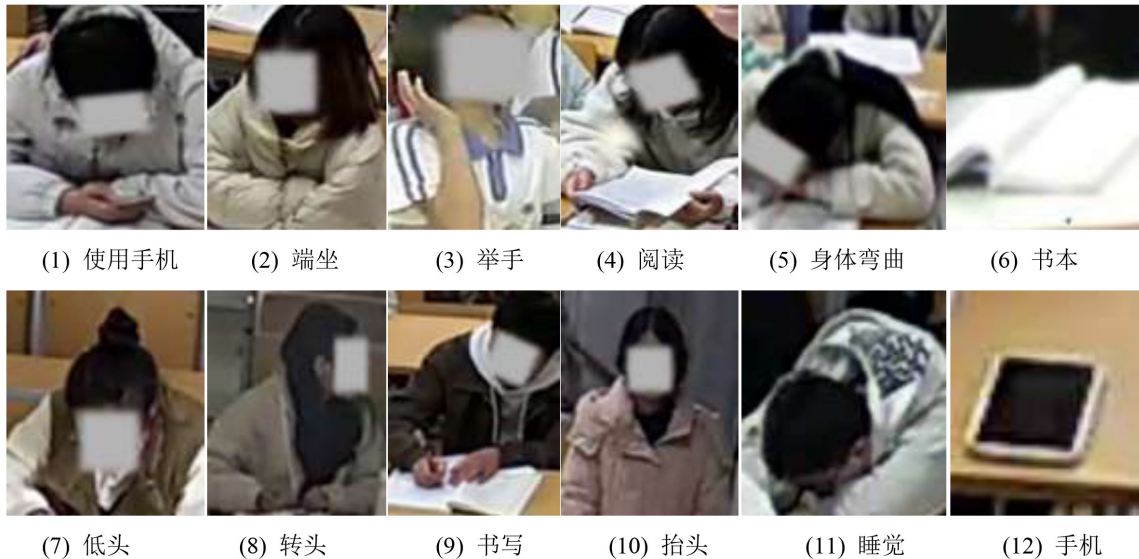 (1) 使用手机 (2) 端坐 (3) 举手 (4) 阅读 (5) 身体弯曲 (6) 书本
(7) 低头 (8) 转头 (9) 书写 (10) 抬头 (11) 睡觉 (12) 手机